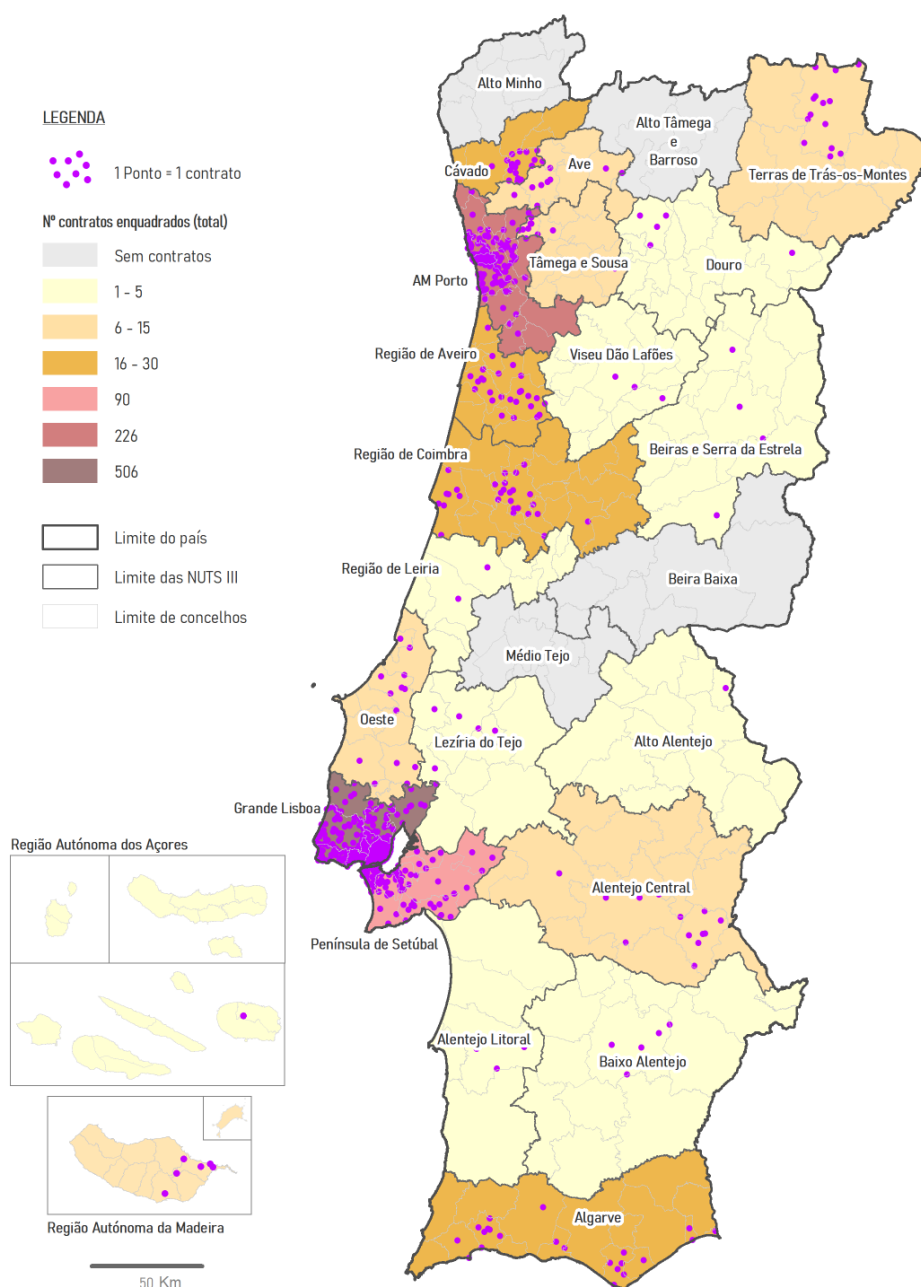 LEGENDA
1 Ponto = 1 contrato
Nº contratos enquadrados (total)
Sem contratos
1 - 5
6 - 15
16 - 30
90
226
506
Limite do país
Limite das NUTS III
Limite de concelhos
Alto Minho
Alto Tâmega
e
Barroso
Terras de Trás-os-Montes
Cávado
Ave
Tâmega e Sousa
Douro
AM Porto
Região de Aveiro
Viseu Dão Lafões
Região de Coimbra
Beiras e Serra da Estrela
Região de Leiria
Beira Baixa
Médio Tejo
Oeste
Lezíria do Tejo
Alto Alentejo
Grande Lisboa
Alentejo Central
Península de Setúbal
Alentejo Litoral
Baixo Alentejo
Algarve
Região Autónoma dos Açores
Região Autónoma da Madeira
50 Km